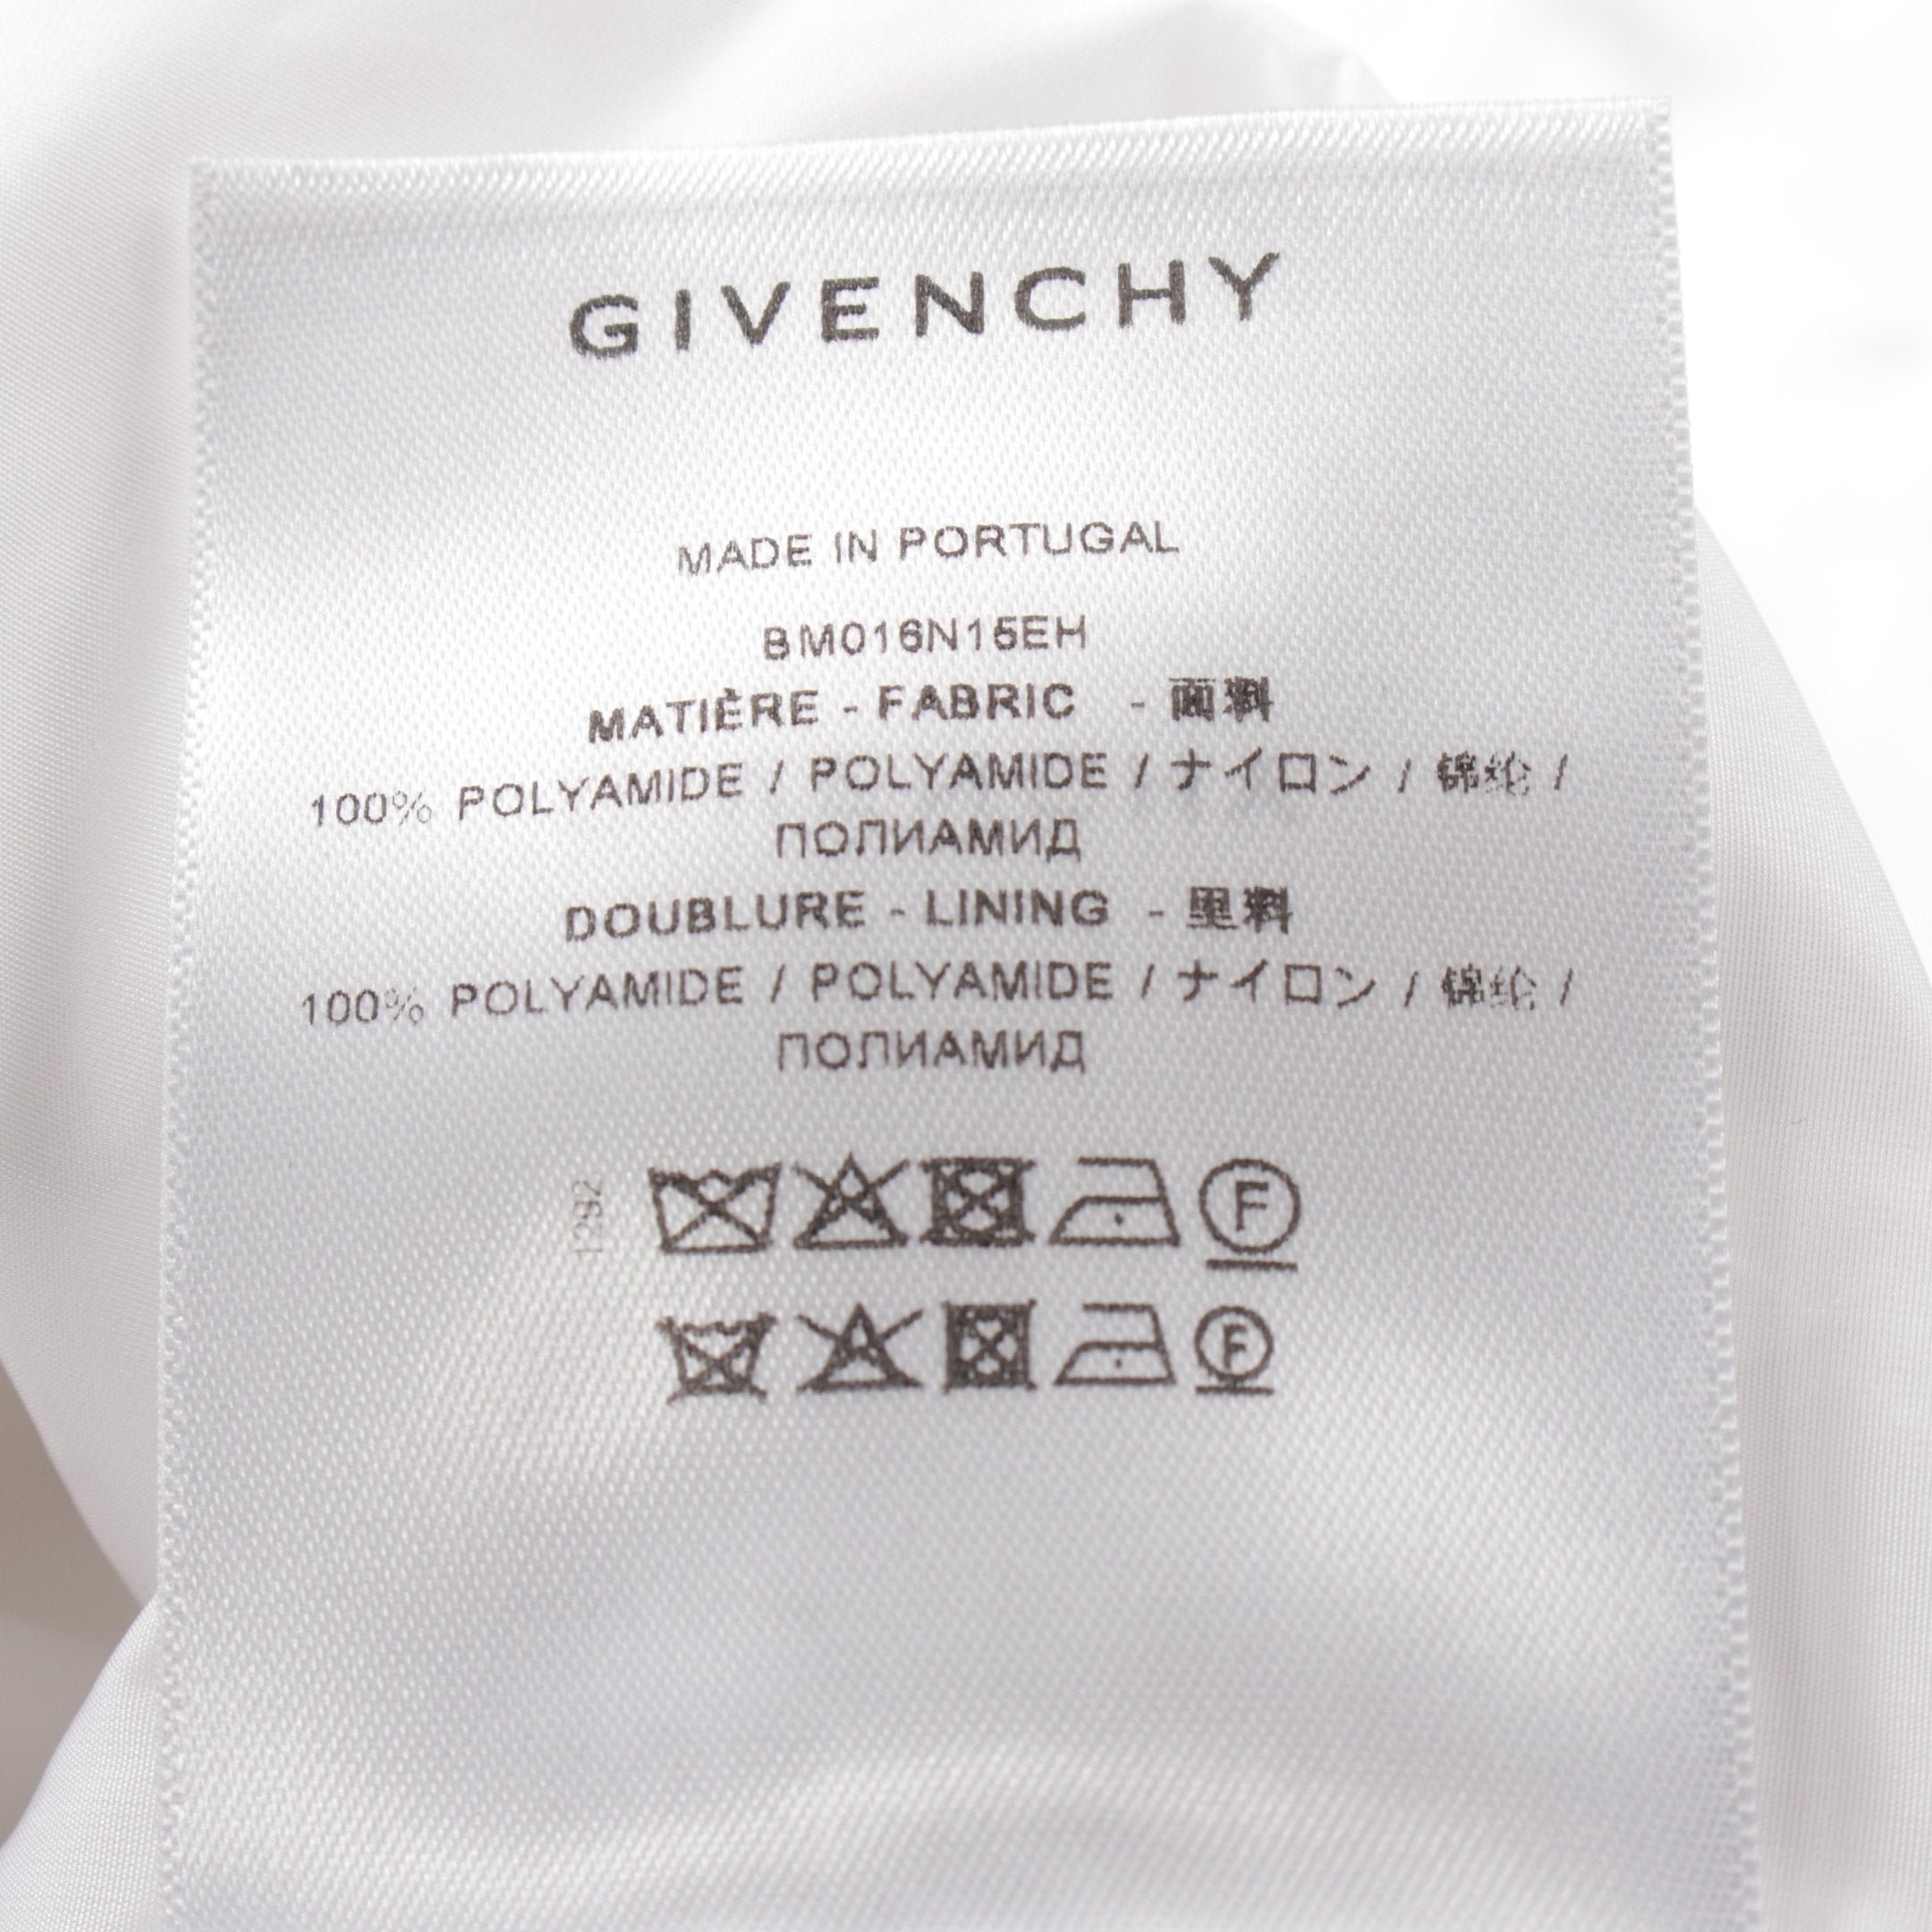 GIVENCHY
MADE IN PORTUGAL
BM016N15EH
MATIÈRE - FABRIC - 面料
100% POLYAMIDE / POLYAMIDE / ナイロン / 锦纶 /
ПОЛИАМИД
DOUBLURE - LINING - 里料
100% POLYAMIDE / POLYAMIDE / ナイロン / 锦纶 /
ПОЛИАМИД
1292
F
F